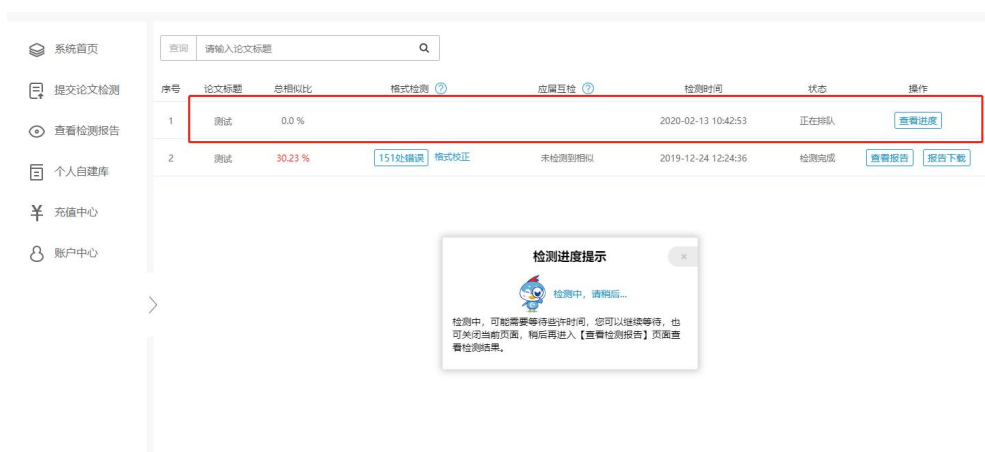 系统首页
提交论文检测
查看检测报告
个人自建库
充值中心
账户中心
查询 请输入论文标题
序号 论文标题 总相似比 格式检测 ? 应届互检 ? 检测时间 状态 操作
1 测试 0.0 % 2020-02-13 10:42:53 正在排队 查看进度
2 测试 30.23 % 151处错误 格式校正 未检测到相似 2019-12-24 12:24:36 检测完成 查看报告 报告下载
检测进度提示 ×
检测中，请稍后...
检测中，可能需要等待些许时间，您可以继续等待，也
可关闭当前页面，稍后再进入【查看检测报告】页面查
看检测结果。